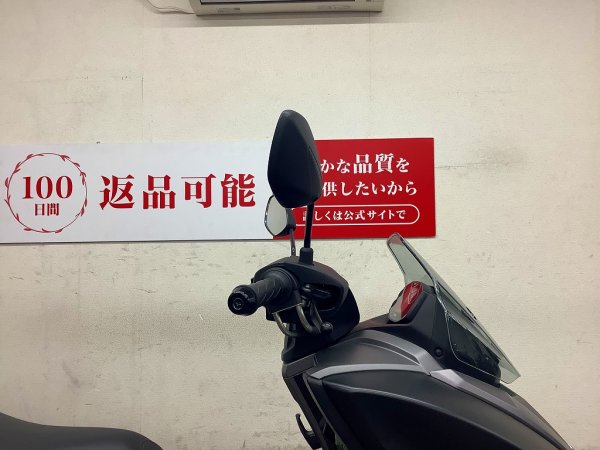 100
日間
返品可能
かな品質を
供したいから
しくは公式サイトで